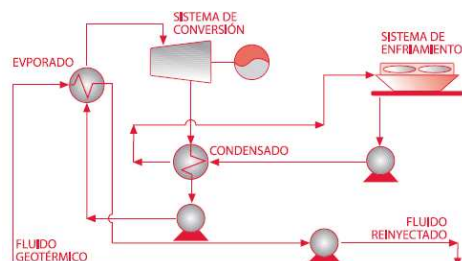 SISTEMA DE
CONVERSIÓN
SISTEMA DE
ENFRIAMIENTO
EVPORADO
CONDENSADO
FLUIDO
GEOTÉRMICO
FLUIDO
REINYECTADO